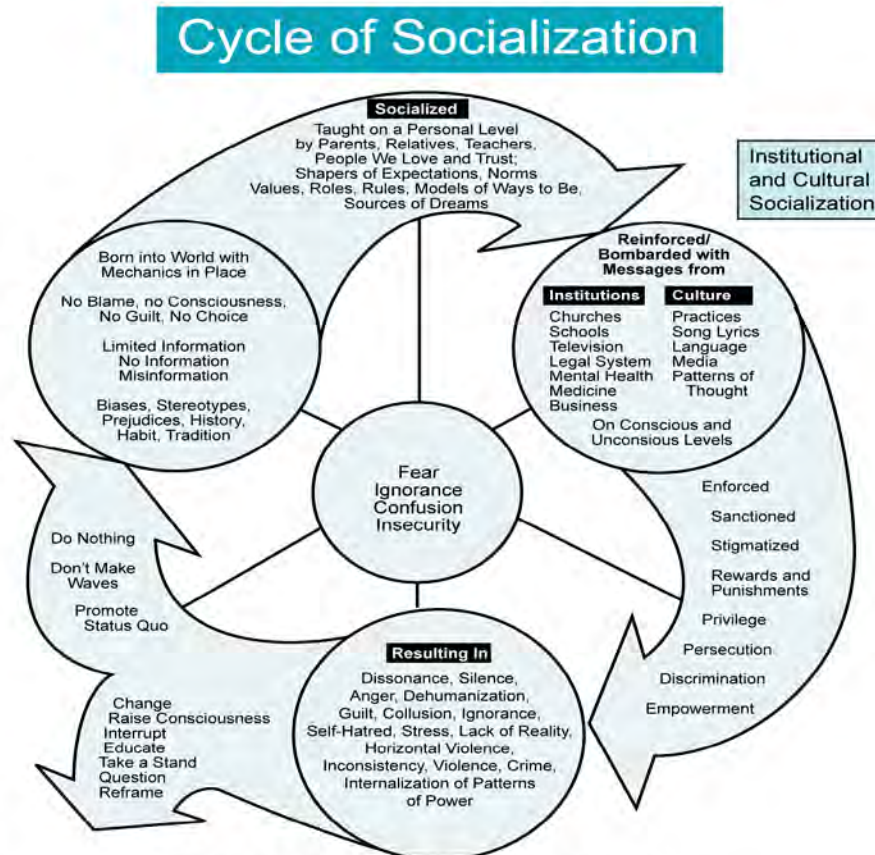 Cycle of Socialization
Socialized
Taught on a Personal Level
by Parents, Relatives, Teachers,
People We Love and Trust;
Shapers of Expectations, Norms
Values, Roles, Rules, Models of Ways to Be,
Sources of Dreams
Institutional
and Cultural
Socialization
Born into World with
Mechanics in Place
No Blame, no Consciousness,
No Guilt, No Choice
Limited Information
No Information
Misinformation
Biases, Stereotypes,
Prejudices, History,
Habit, Tradition
Reinforced/
Bombarded with
Messages from
Institutions
Churches
Schools
Television
Legal System
Mental Health
Medicine
Business
Culture
Practices
Song Lyrics
Language
Media
Patterns of
Thought
On Conscious and
Unconsious Levels
Fear
Ignorance
Confusion
Insecurity
Enforced
Sanctioned
Stigmatized
Rewards and
Punishments
Privilege
Persecution
Discrimination
Empowerment
Resulting In
Dissonance, Silence,
Anger, Dehumanization,
Guilt, Collusion, Ignorance,
Self-Hatred, Stress, Lack of Reality,
Horizontal Violence,
Inconsistency, Violence, Crime,
Internalization of Patterns
of Power
Do Nothing
Don't Make
Waves
Promote
Status Quo
Change
Raise Consciousness
Interrupt
Educate
Take a Stand
Question
Reframe